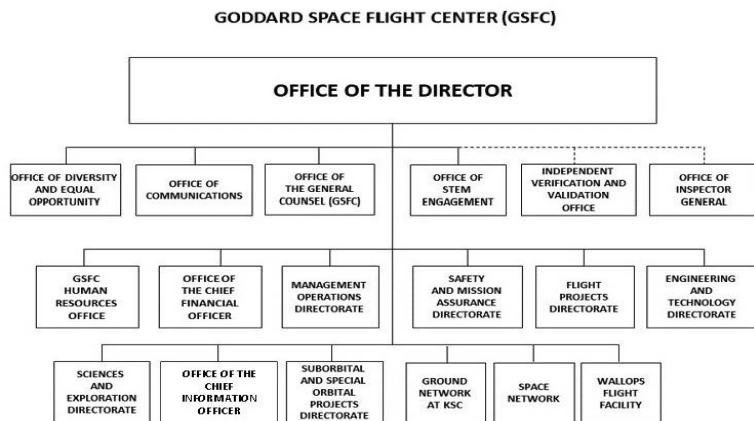 GODDARD SPACE FLIGHT CENTER (GSFC)
OFFICE OF THE DIRECTOR
OFFICE OF DIVERSITY
AND EQUAL
OPPORTUNITY
OFFICE OF
COMMUNICATIONS
OFFICE OF
THE GENERAL
COUNSEL (GSFC)
OFFICE OF
STEM
ENGAGEMENT
INDEPENDENT
VERIFICATION AND
VALIDATION
OFFICE
OFFICE OF
INSPECTOR
GENERAL
GSFC
HUMAN
RESOURCES
OFFICE
OFFICE OF
THE CHIEF
FINANCIAL
OFFICER
MANAGEMENT
OPERATIONS
DIRECTORATE
SAFETY
AND MISSION
ASSURANCE
DIRECTORATE
FLIGHT
PROJECTS
DIRECTORATE
ENGINEERING
AND
TECHNOLOGY
DIRECTORATE
SCIENCES
AND
EXPLORATION
DIRECTORATE
OFFICE OF THE
CHIEF
INFORMATION
OFFICER
SUBORBITAL
AND SPECIAL
ORBITAL
PROJECTS
DIRECTORATE
GROUND
NETWORK
AT KSC
SPACE
NETWORK
WALLOPS
FLIGHT
FACILITY